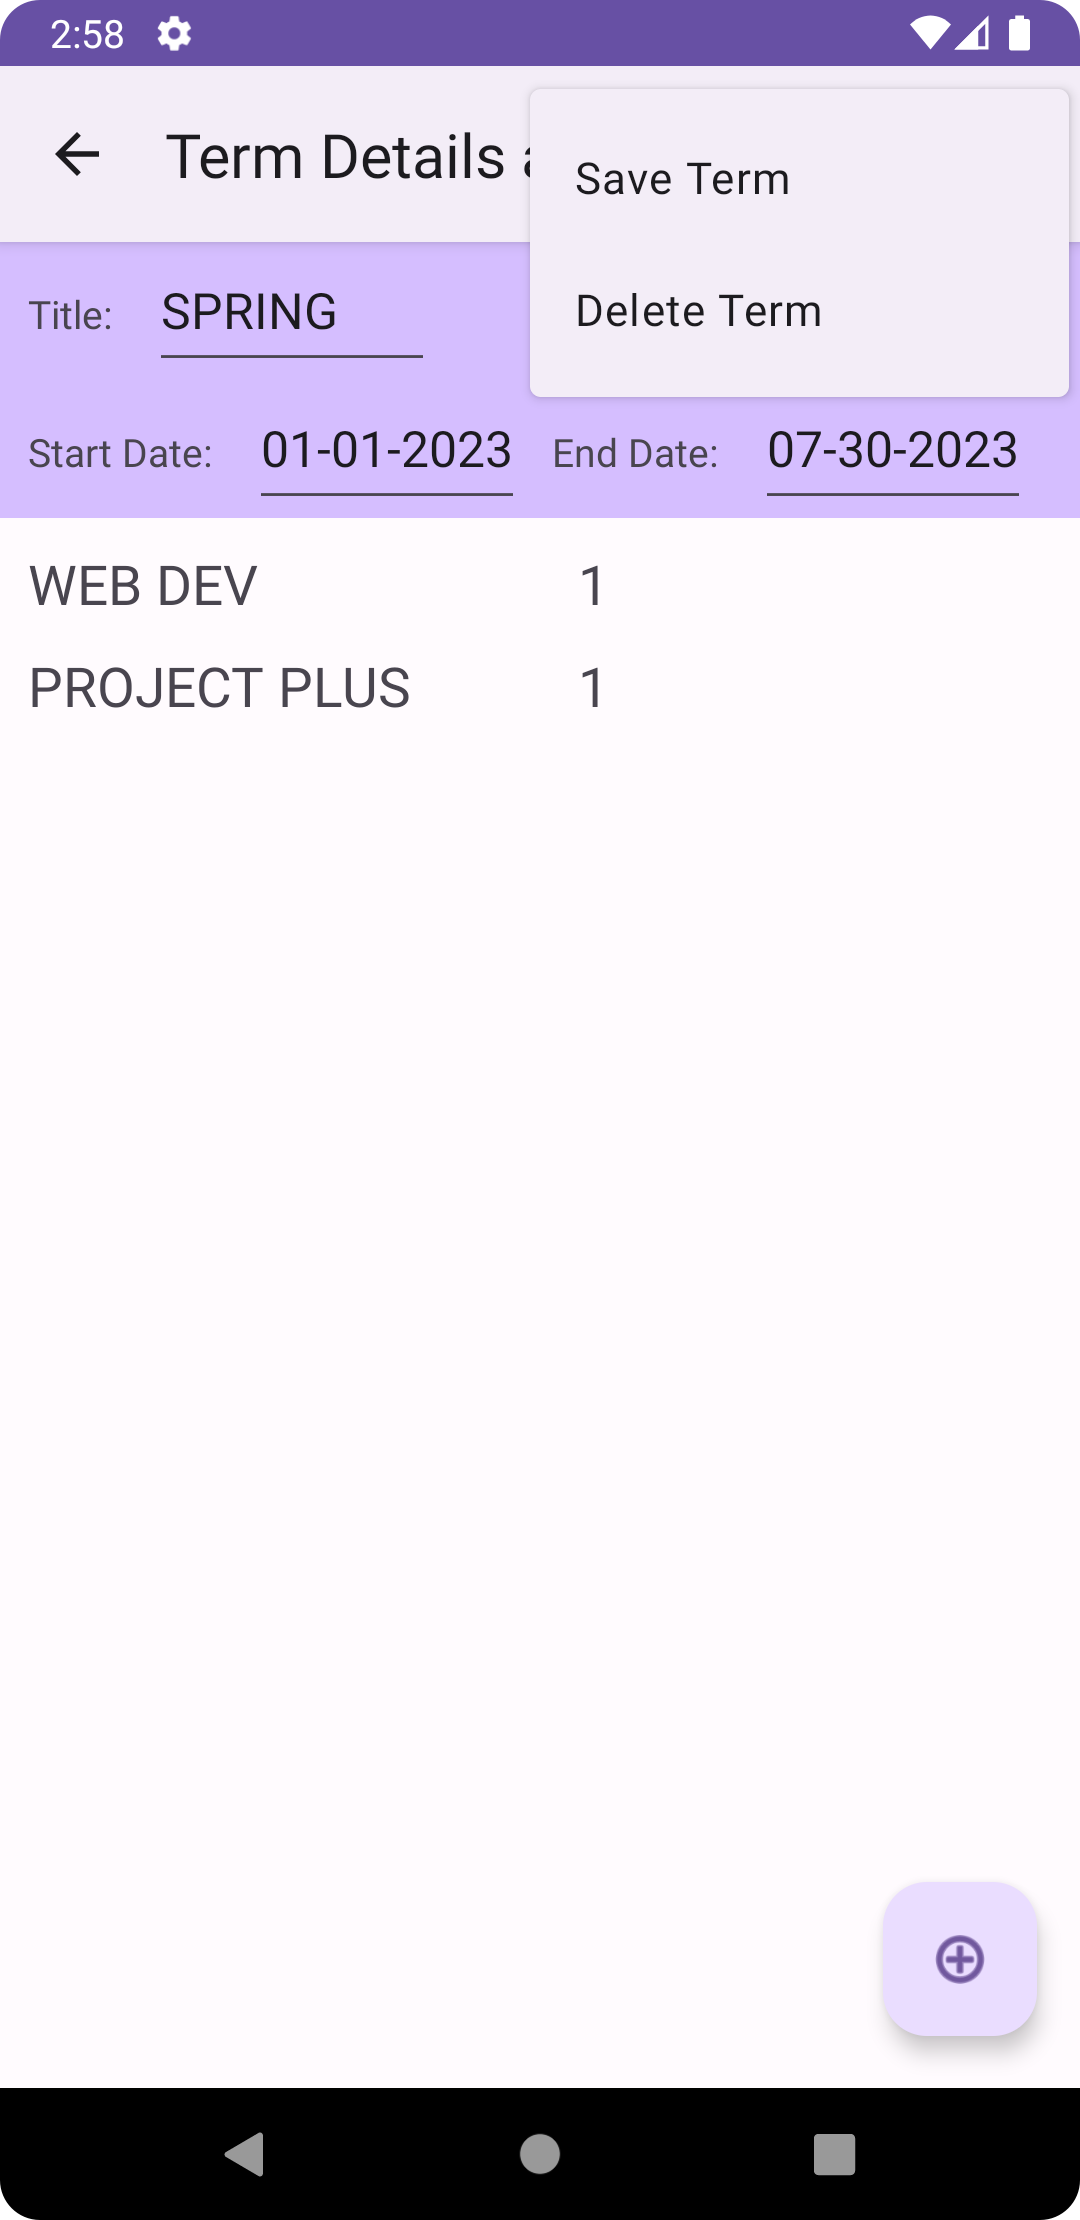 2:58
Term Details
Save Term
Delete Term
Title: SPRING
Start Date: 01-01-2023 End Date: 07-30-2023
WEB DEV 1
PROJECT PLUS 1